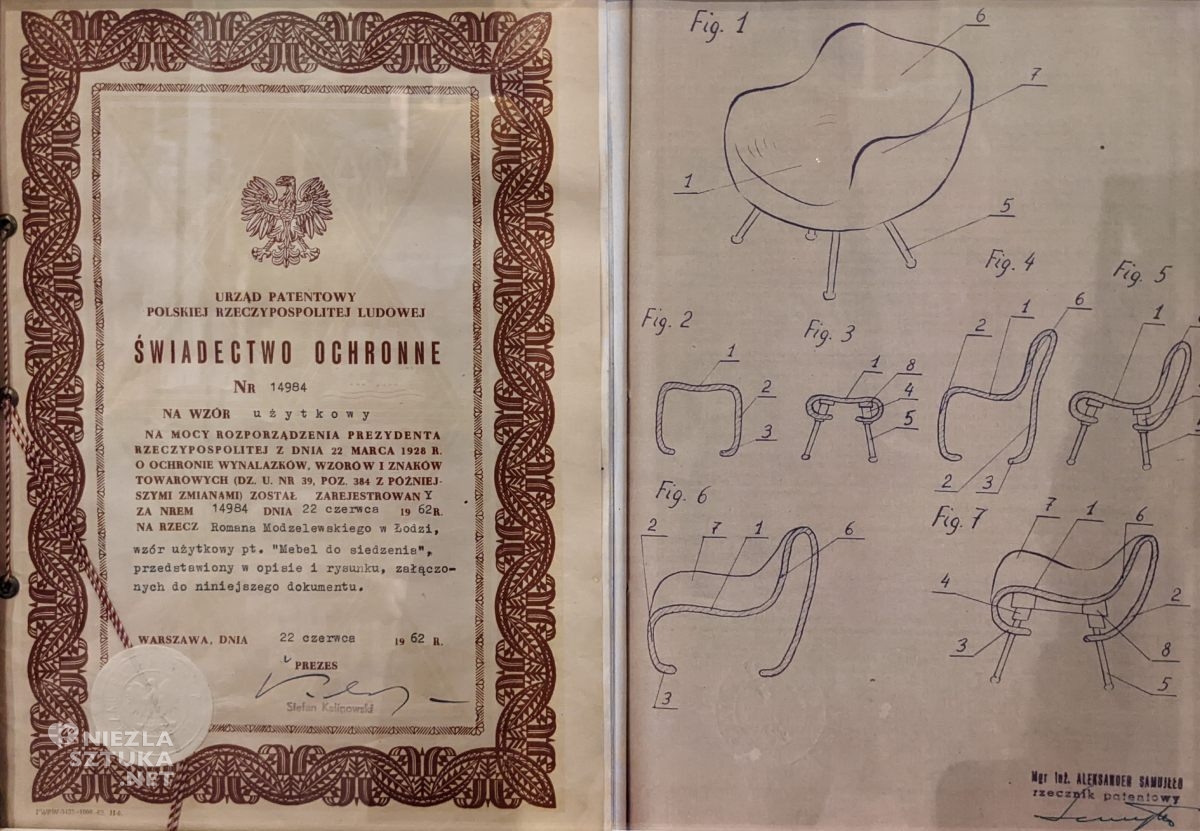 URZĄD PATENTOWY
POLSKIEJ RZECZYPOSPOLITEJ LUDOWEJ
ŚWIADECTWO OCHRONNE
NR 14984
NA WZÓR użytkowy
NA MOCY ROZPORZĄDZENIA PREZYDENTA
RZECZYPOSPOLITEJ Z DNIA 22 MARCA 1928 R.
O OCHRONIE WYNALAZKÓW, WZORÓW I ZNAKÓW
TOWAROWYCH (DZ. U. NR 39, POZ. 384 Z PÓŹNIEJ-
SZYMI ZMIANAMI) ZOSTAŁ ZAREJESTROWAN Y
ZA NREM 14984 DNIA 22 czerwca 19 62 R.
NA RZECZ Romana Modzelewskiego w Łodzi,
wzór użytkowy pt. "Mebel do siedzenia",
przedstawiony w opisie i rysunku, załączo-
nych do niniejszego dokumentu.
WARSZAWA, DNIA 22 czerwca 19 62 R.
PREZES
Stefan Kalinowski
NIEZLA
SZTUKA
.NET
Fig. 1
6
7
1
5
Fig. 4
Fig. 5
Fig. 2
Fig. 3
1
2
3
1
8
4
5
2
1
6
2
3
1
Fig. 6
Fig. 7
2
7
1
6
3
7
1
6
4
2
3
8
5
Mgr inż. ALEKSANDER SAMUJŁŁO
rzecznik patentowy